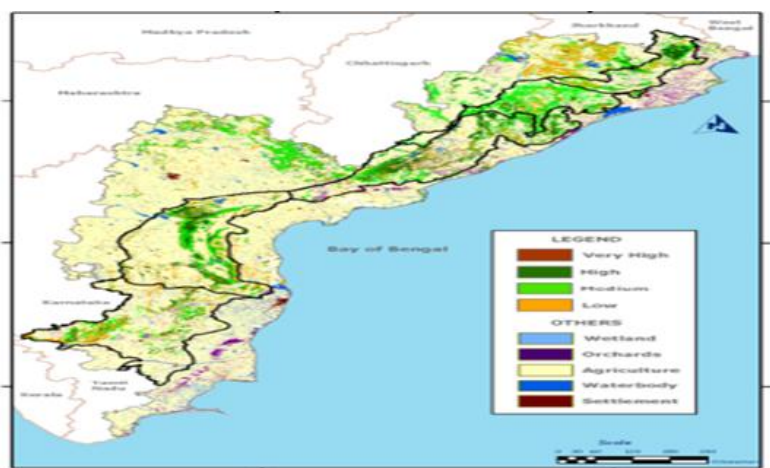 Jharkhand
West
Bengal
Madhya Pradesh
Chhattisgarh
Maharashtra
Bay of Bengal
LEGEND
Very High
High
Medium
Low
OTHERS
Wetland
Orchards
Agriculture
Waterbody
Settlement
Karnataka
Tamil
Nadu
Kerala
Scale